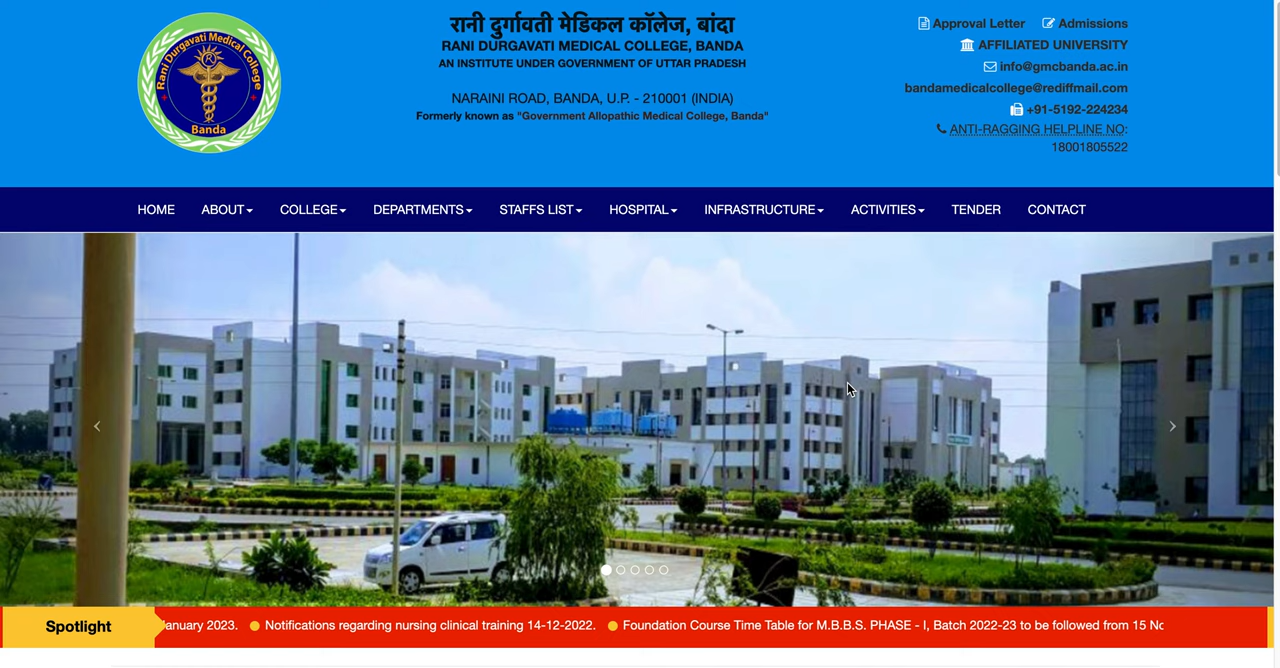 Rani Durgavati Medical College
Banda
रानी दुर्गावती मेडिकल कॉलेज, बांदा
RANI DURGAVATI MEDICAL COLLEGE, BANDA
AN INSTITUTE UNDER GOVERNMENT OF UTTAR PRADESH
NARAINI ROAD, BANDA, U.P. - 210001 (INDIA)
Formerly known as "Government Allopathic Medical College, Banda"
Approval Letter Admissions
AFFILIATED UNIVERSITY
info@gmcbanda.ac.in
bandamedicalcollege@rediffmail.com
+91-5192-224234
ANTI-RAGGING HELPLINE NO:
18001805522
HOME ABOUT COLLEGE DEPARTMENTS STAFFS LIST HOSPITAL INFRASTRUCTURE ACTIVITIES TENDER CONTACT
Spotlight January 2023. Notifications regarding nursing clinical training 14-12-2022. Foundation Course Time Table for M.B.B.S. PHASE - I, Batch 2022-23 to be followed from 15